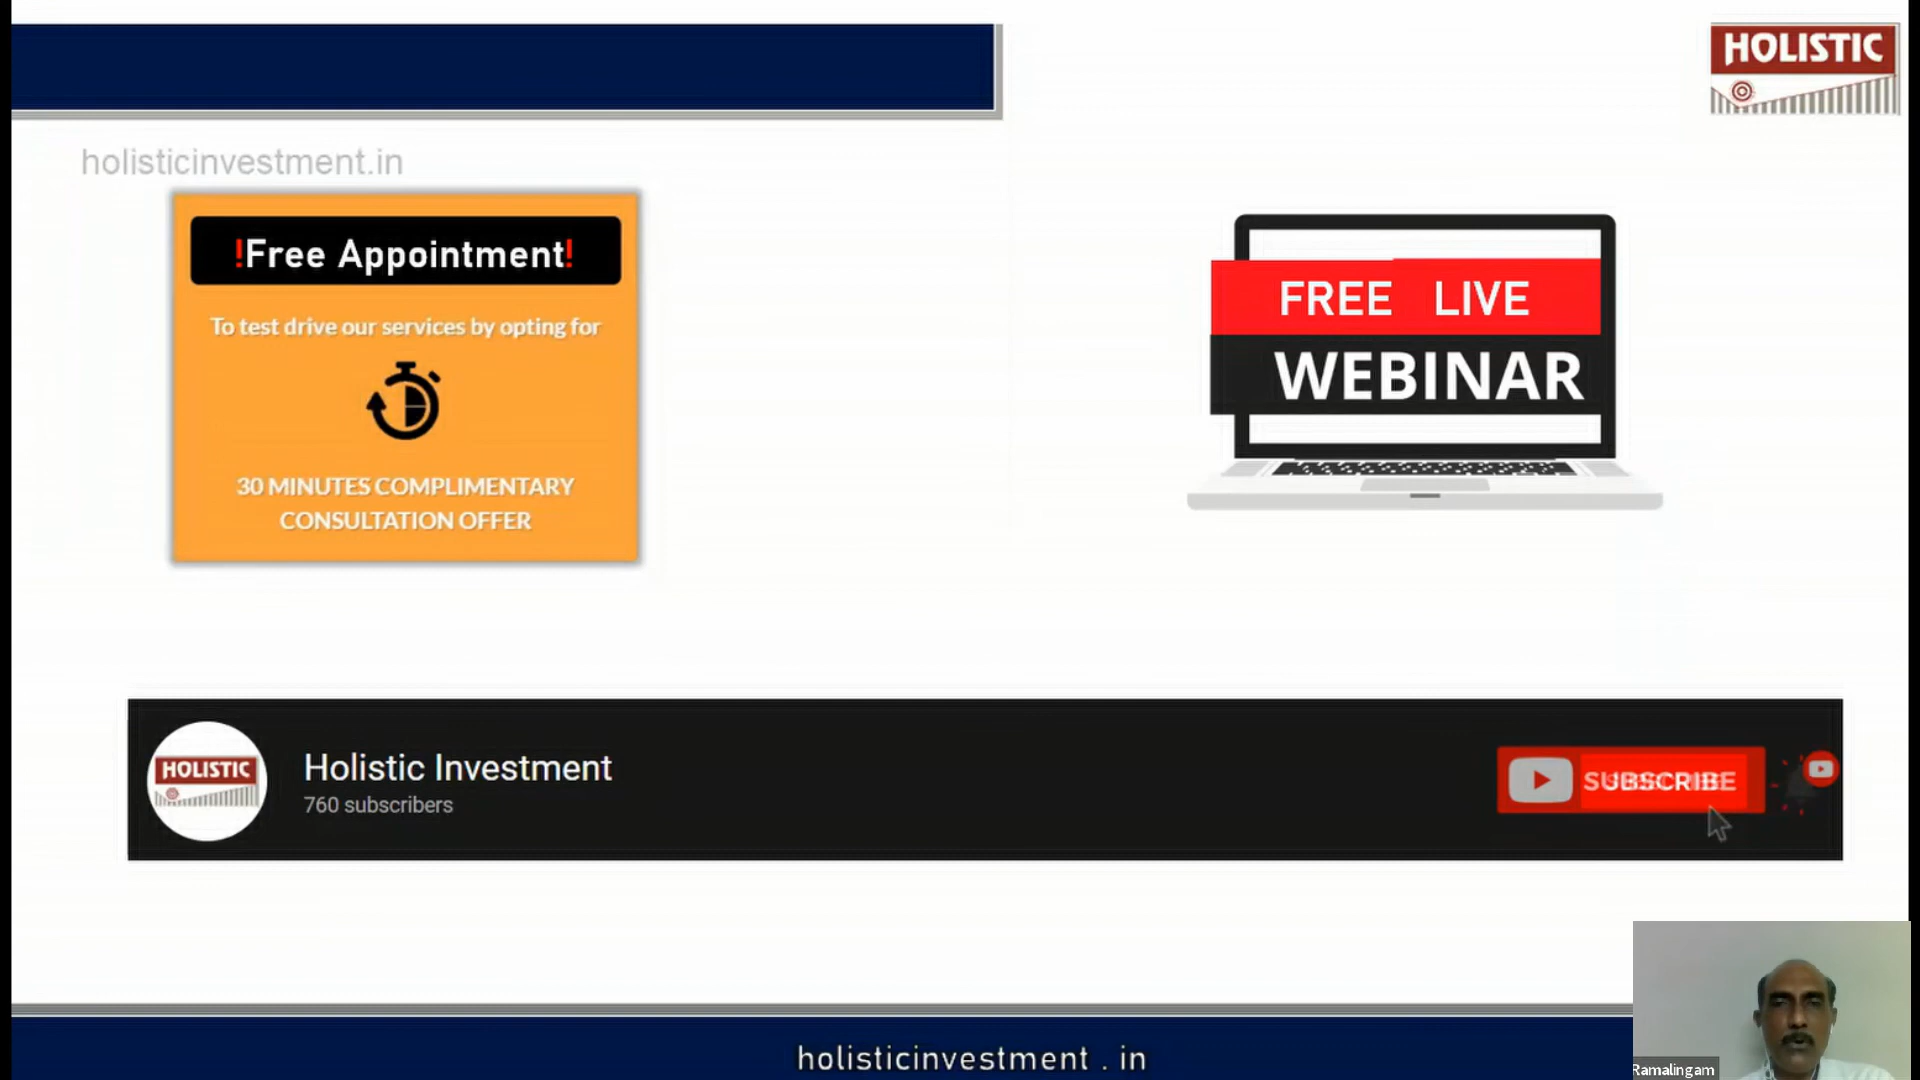 HOLISTIC
holisticinvestment.in
!Free Appointment!
To test drive our services by opting for
30 MINUTES COMPLIMENTARY
CONSULTATION OFFER
FREE LIVE
WEBINAR
HOLISTIC
Holistic Investment
760 subscribers
SUBSCRIBE
holisticinvestment . in
Ramalingam